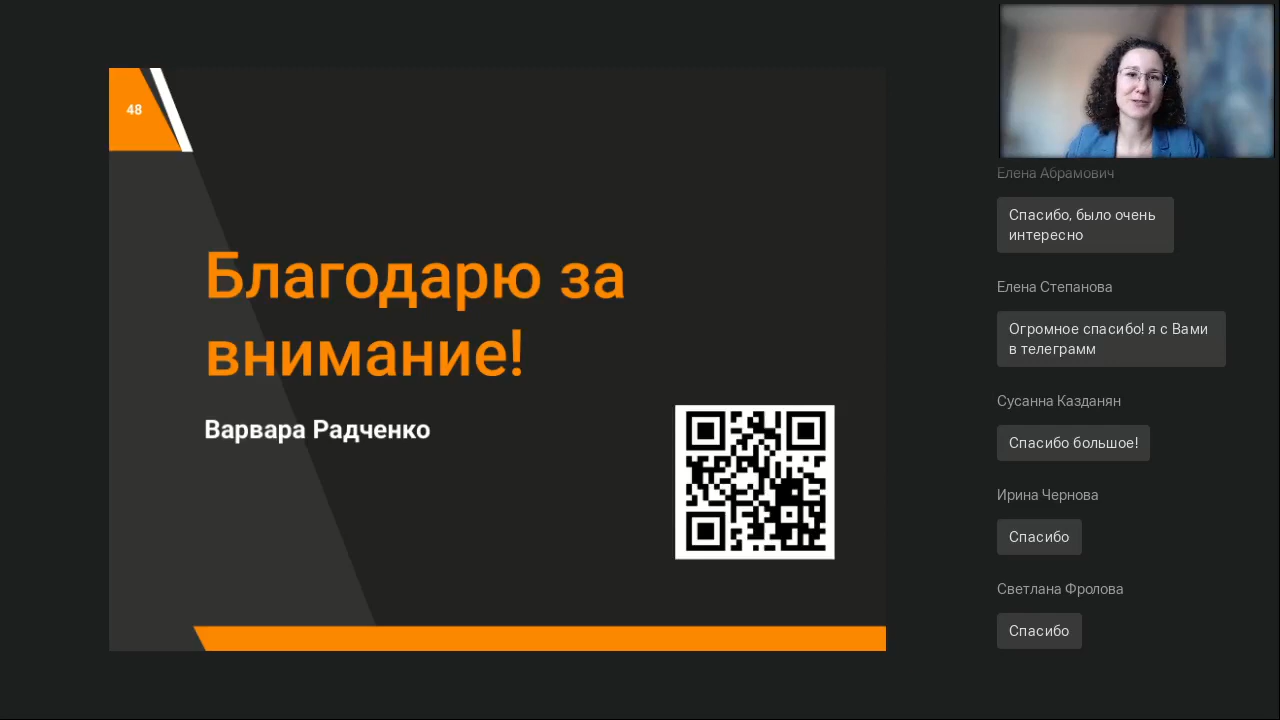 48
Благодарю за
внимание!
Варвара Радченко
Елена Абрамович
Спасибо, было очень
интересно
Елена Степанова
Огромное спасибо! я с Вами
в телеграмм
Сусанна Казданян
Спасибо большое!
Ирина Чернова
Спасибо
Светлана Фролова
Спасибо